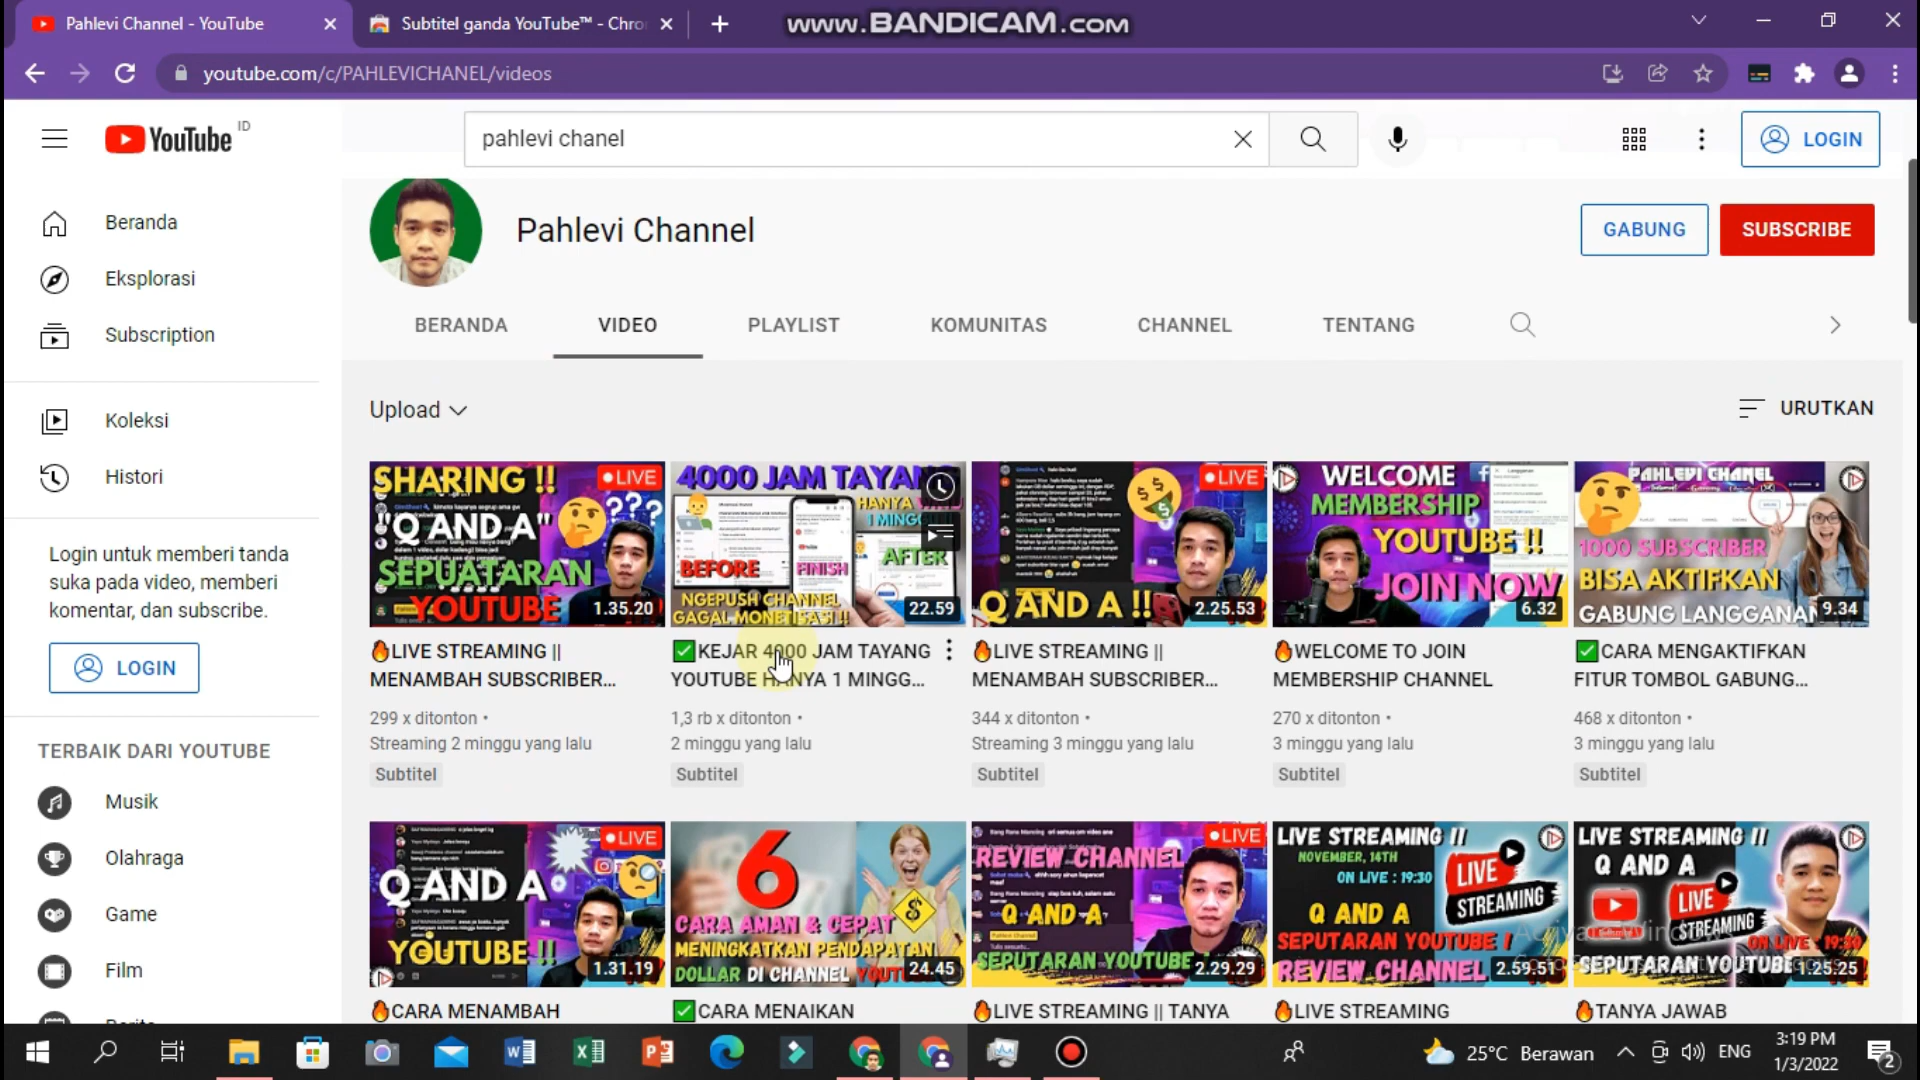 Pahlevi Channel - YouTube
Subtitel ganda YouTube™ - Chro
www.BANDICAM.com
youtube.com/c/PAHLEVICHANEL/videos
YouTube ID
pahlevi chanel
LOGIN
Beranda
Eksplorasi
Subscription
Koleksi
Histori
Login untuk memberi tanda
suka pada video, memberi
komentar, dan subscribe.
LOGIN
TERBAIK DARI YOUTUBE
Musik
Olahraga
Game
Film
Pahlevi Channel
GABUNG
SUBSCRIBE
BERANDA
VIDEO
PLAYLIST
KOMUNITAS
CHANNEL
TENTANG
Upload
URUTKAN
SHARING !!
LIVE
"Q AND A"
???
SEPUATARAN
YOUTUBE
1.35.20
🔥LIVE STREAMING ||
MENAMBAH SUBSCRIBER...
299 x ditonton •
Streaming 2 minggu yang lalu
Subtitel
4000 JAM TAYANG
HANYA
1 MINGGU
BEFORE
FINISH
AFTER
NGEPUSH CHANNEL
GAGAL MONETISASI !!
22.59
✅KEJAR 4000 JAM TAYANG
YOUTUBE HANYA 1 MINGG...
1,3 rb x ditonton •
2 minggu yang lalu
Subtitel
LIVE
Q AND A !!
2.25.53
🔥LIVE STREAMING ||
MENAMBAH SUBSCRIBER...
344 x ditonton •
Streaming 3 minggu yang lalu
Subtitel
WELCOME
MEMBERSHIP
YOUTUBE !!
JOIN NOW
6.32
🔥WELCOME TO JOIN
MEMBERSHIP CHANNEL
270 x ditonton •
3 minggu yang lalu
Subtitel
PAHLEVI CHANEL
1000 SUBSCRIBER
BISA AKTIFKAN
GABUNG LANGGANAN
9.34
✅CARA MENGAKTIFKAN
FITUR TOMBOL GABUNG...
468 x ditonton •
3 minggu yang lalu
Subtitel
LIVE
Q AND A
YOUTUBE !!
1.31.19
🔥CARA MENAMBAH
6
CARA AMAN & CEPAT
MENINGKATKAN PENDAPATAN
DOLLAR DI CHANNEL YOUTUBE
24.45
✅CARA MENAIKAN
LIVE
REVIEW CHANNEL
Q AND A
SEPUTARAN YOUTUBE
2.29.29
🔥LIVE STREAMING || TANYA
LIVE STREAMING !!
NOVEMBER, 14TH
ON LIVE : 19:30
LIVE
STREAMING
Q AND A
SEPUTARAN YOUTUBE !
REVIEW CHANNEL
2.59.51
🔥LIVE STREAMING
LIVE STREAMING !!
Q AND A
LIVE
STREAMING
ON LIVE : 19:30
SEPUTARAN YOUTUBE
1.25.25
🔥TANYA JAWAB
25°C Berawan
ENG
3:19 PM
1/3/2022
2